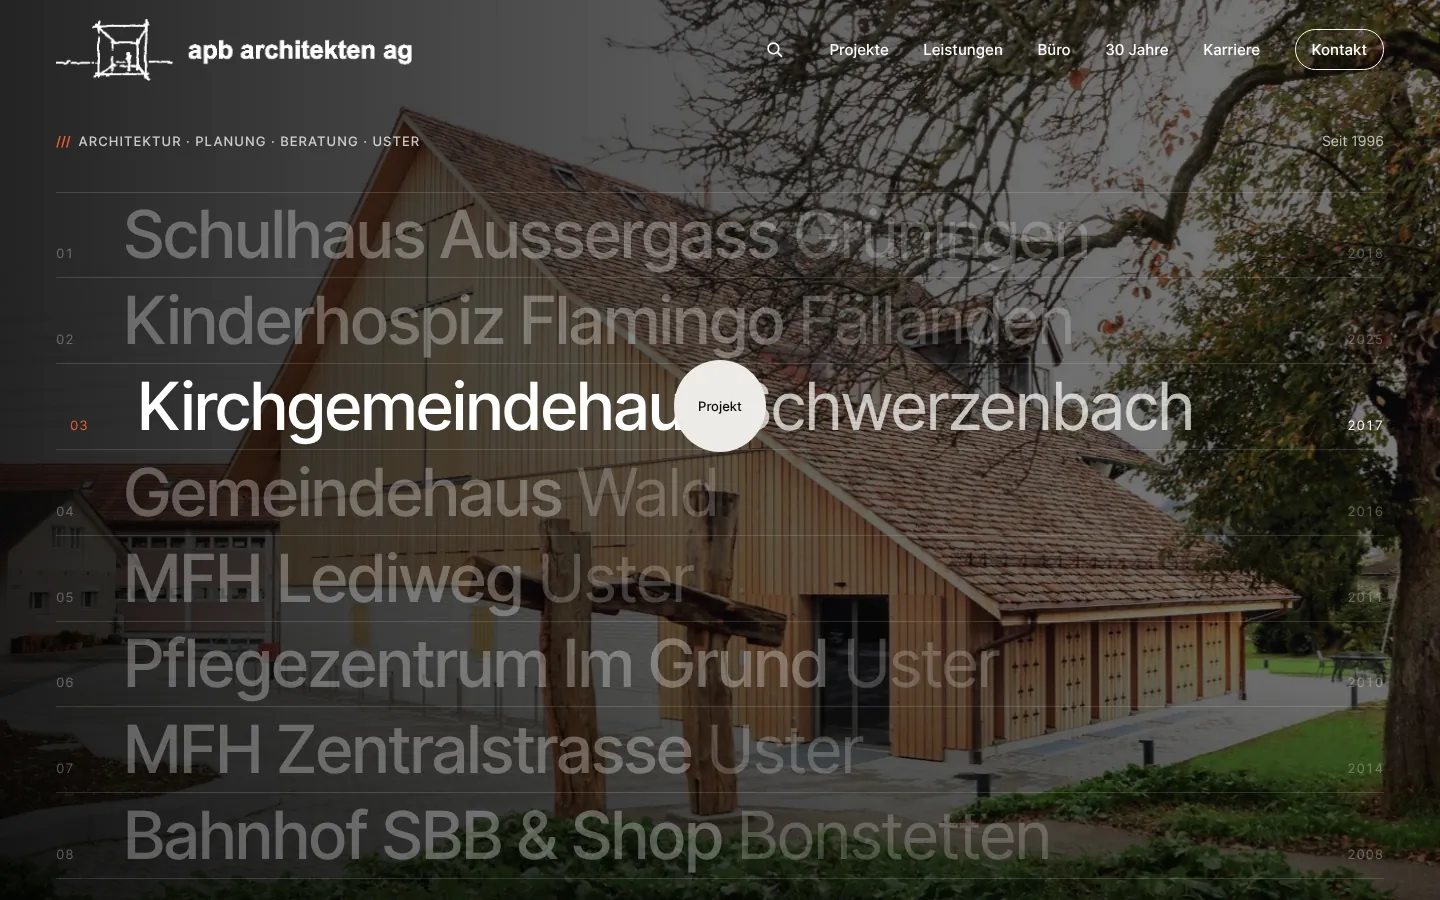 apb architekten ag
Projekte Leistungen Büro 30 Jahre Karriere Kontakt
/// ARCHITEKTUR · PLANUNG · BERATUNG · USTER
Seit 1996
01 Schulhaus Aussergass Grüningen 2018
02 Kinderhospiz Flamingo Fällanden 2025
03 Kirchgemeindehau Schwerzenbach 2017
Projekt
04 Gemeindehaus Wald 2016
05 MFH Lediweg Uster 2011
06 Pflegezentrum Im Grund Uster 2010
07 MFH Zentralstrasse Uster 2014
08 Bahnhof SBB & Shop Bonstetten 2008